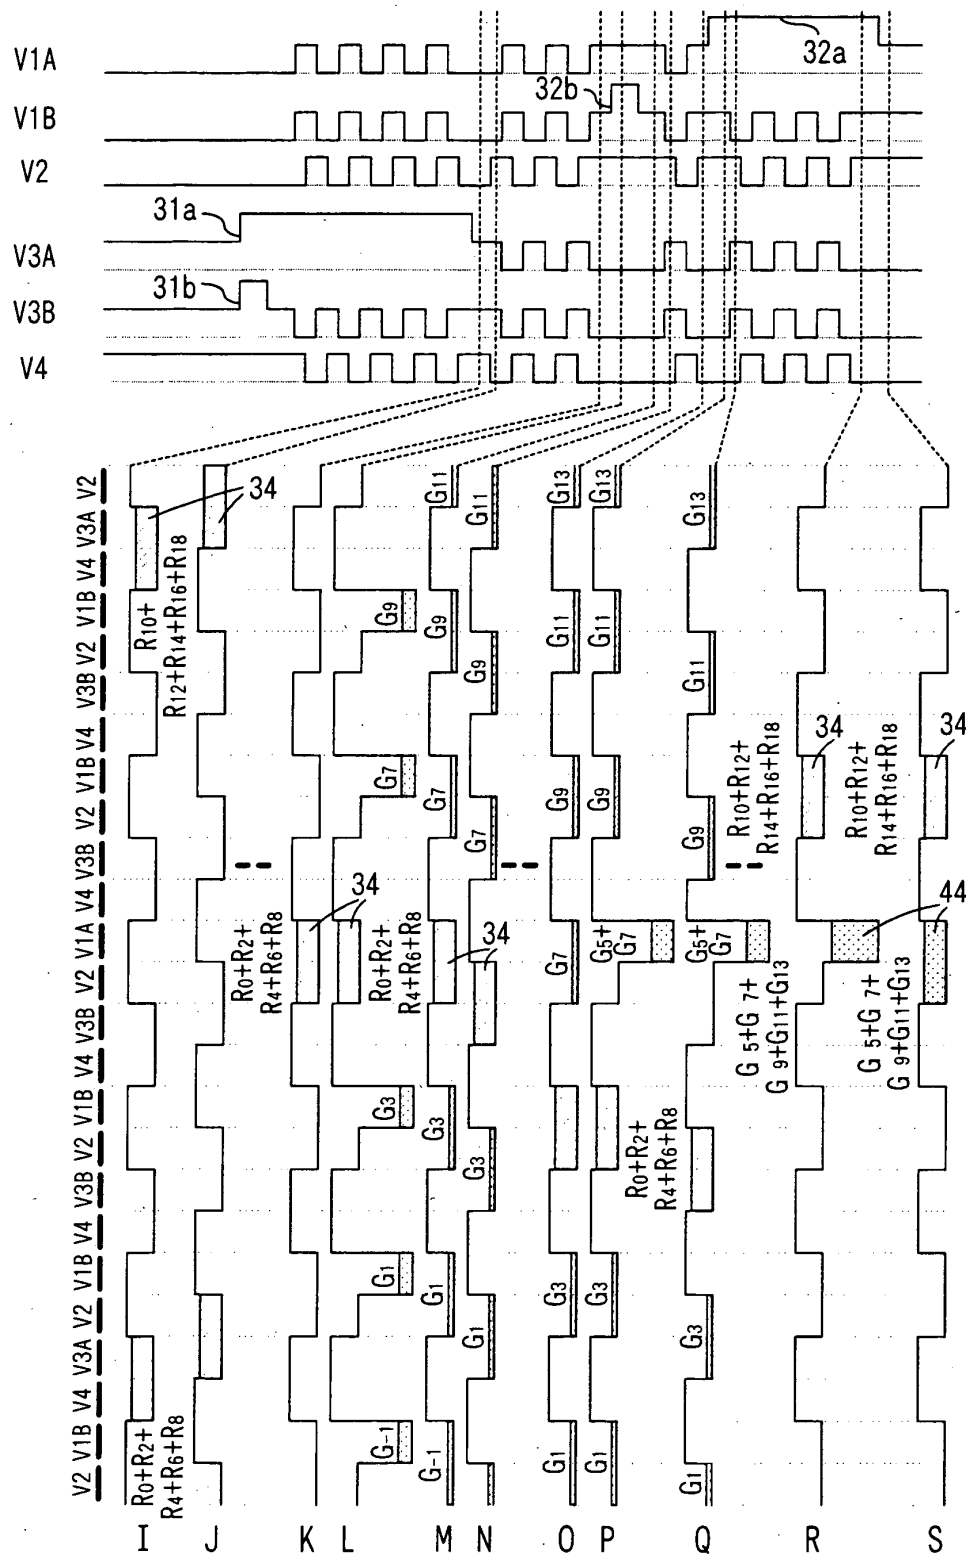 V1A
32a
32b
V1B
V2
31a
V3A
31b
V3B
V4
V2
V3A
V4
V1B
V2
V3B
V4
V1B
V2
V3B
V4
V1A
V2
V3B
V4
V1B
V2
V3B
V4
V1B
V2
V3A
V4
V1B
V2
34
R10+
R12+R14+R16+R18
R0+R2+
R4+R6+R8
R0+R2+
R4+R6+R8
34
G9
G7
G3
G1
G-1
R0+R2+
R4+R6+R8
G11
G9
G7
34
G3
G1
G-1
G11
G9
G7
G3
G1
G13
G11
G9
G7
G3
G1
G13
G11
G9
G5+
G7
G3
G1
R0+R2+
R4+R6+R8
G13
G11
G9
G5+
G7
G3
G1
R10+R12+
R14+R16+R18
G5+G7+
G9+G11+G13
34
R10+R12+
R14+R16+R18
G5+G7+
G9+G11+G13
34
44
I J K L M N O P Q R S